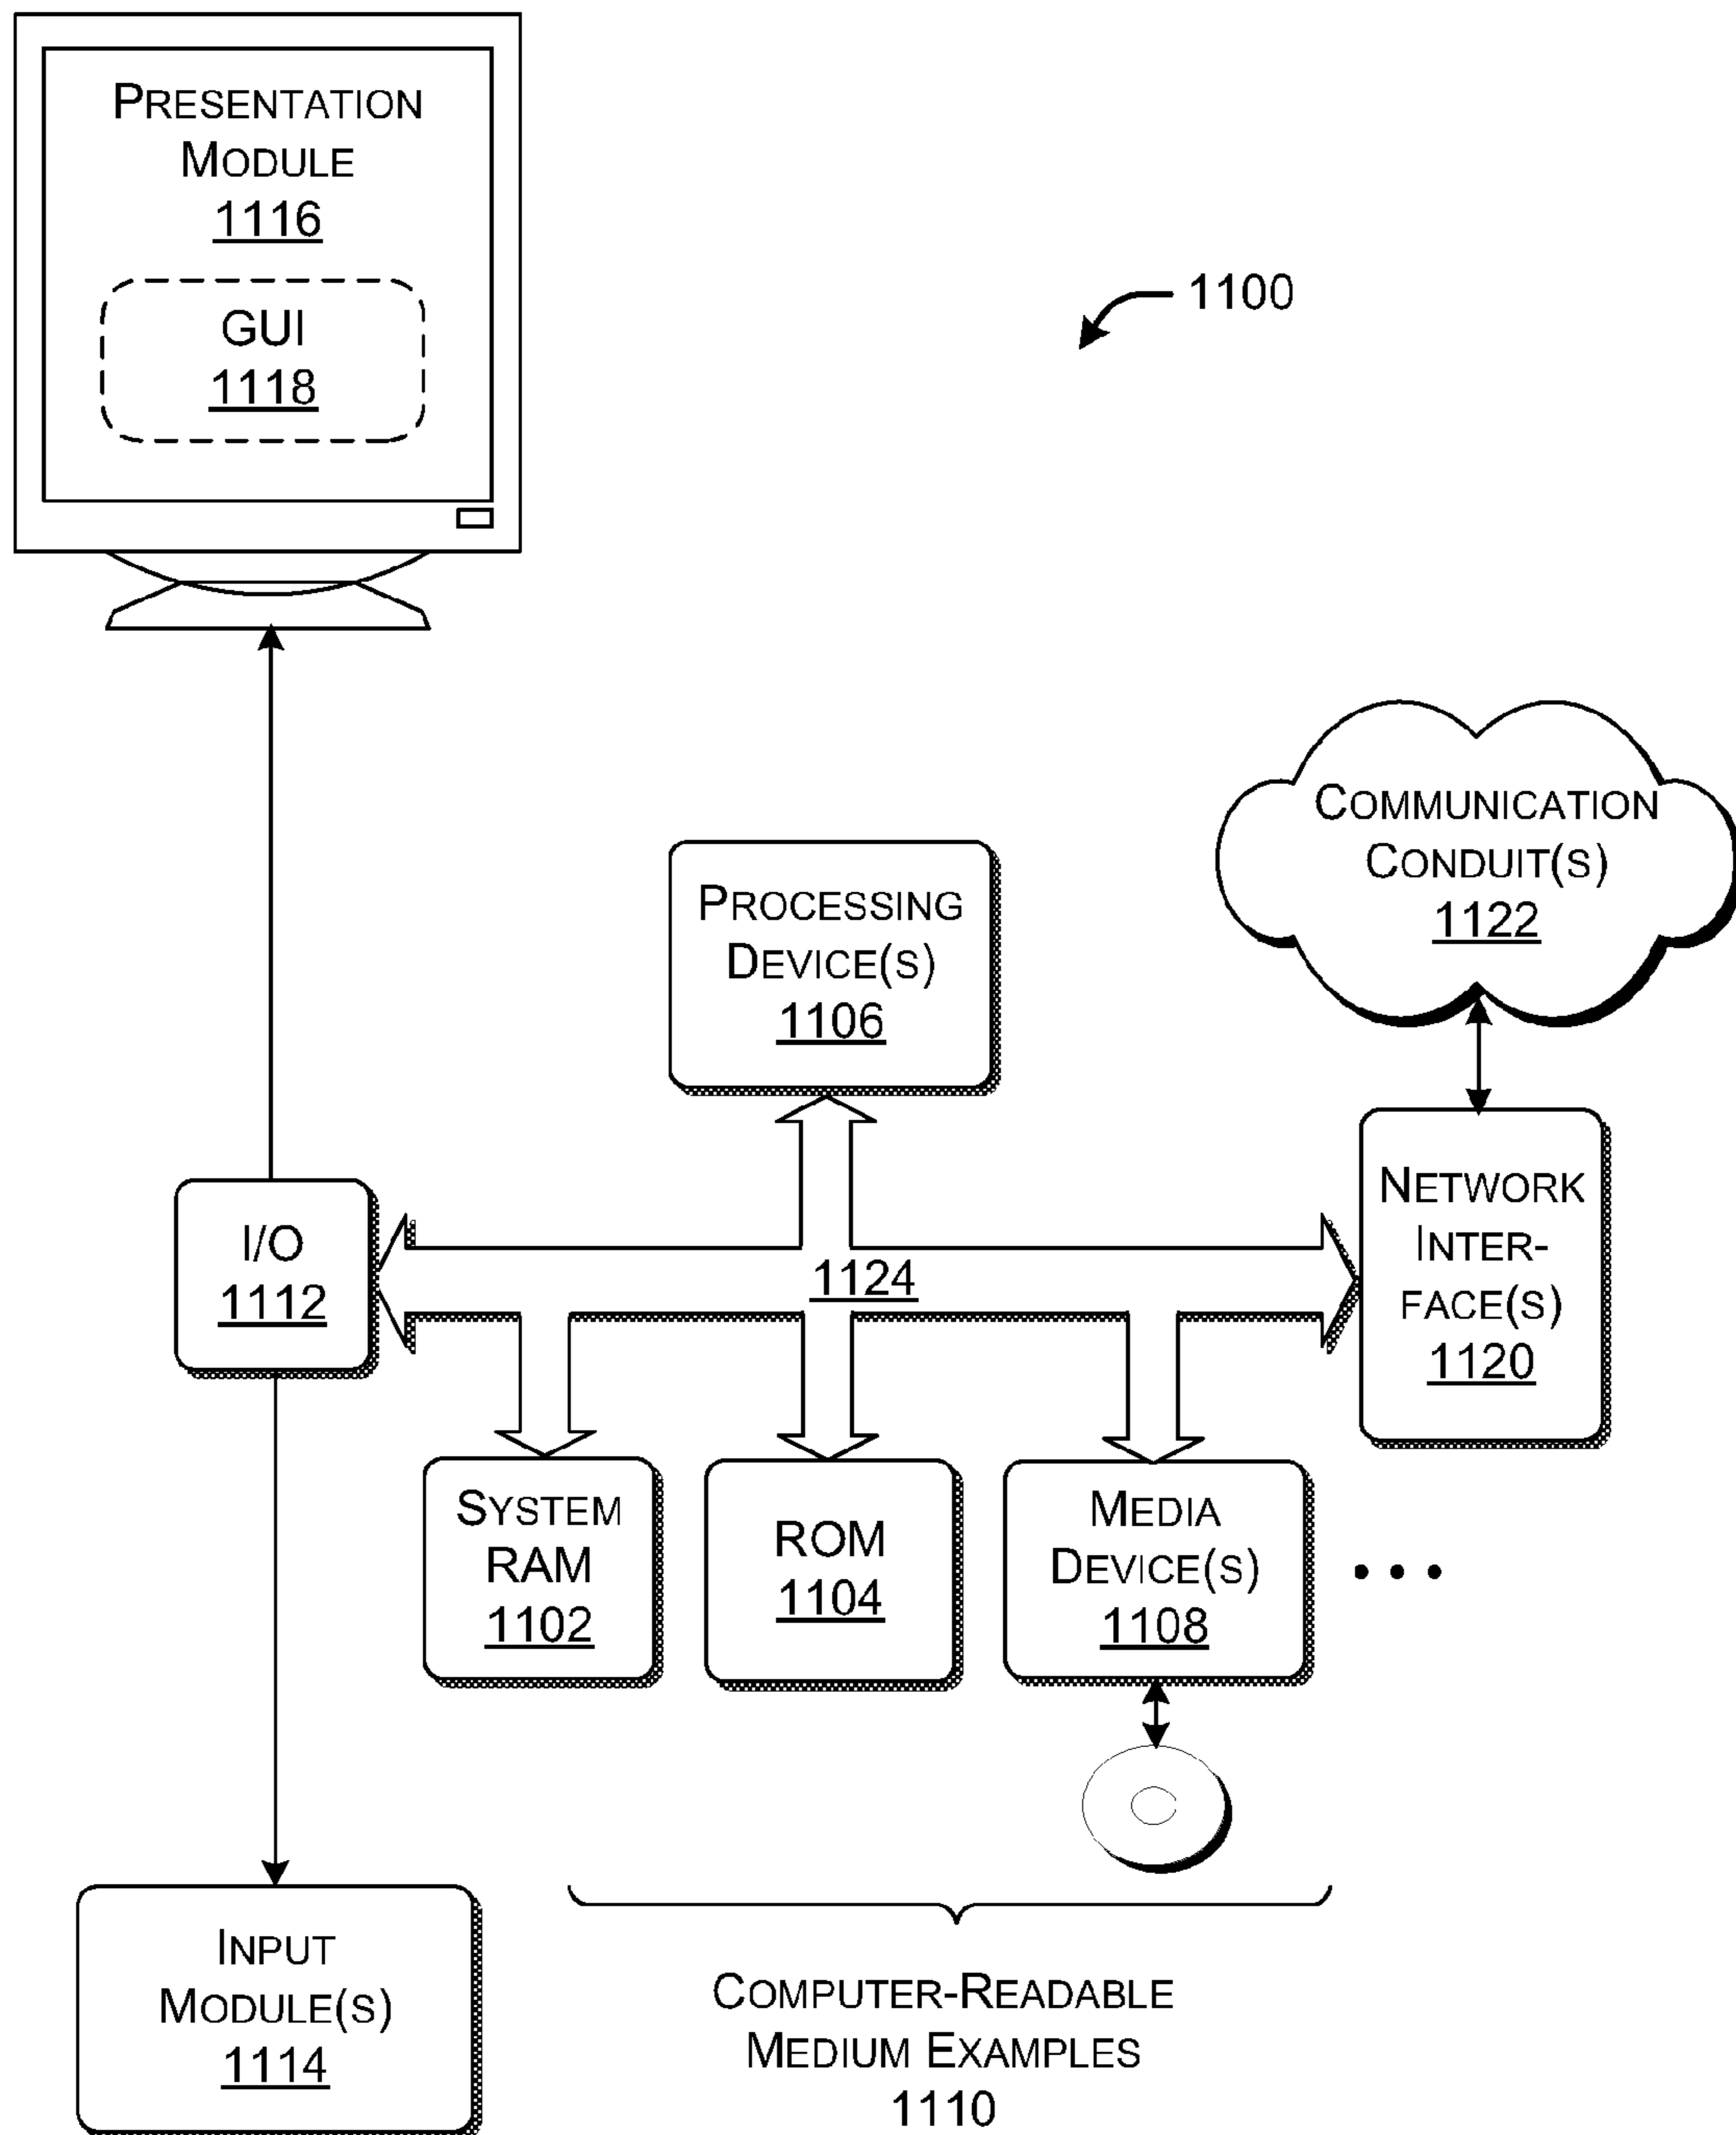 PRESENTATION
MODULE
1116
GUI
1118
1100
COMMUNICATION
CONDUIT(S)
1122
PROCESSING
DEVICE(S)
1106
NETWORK
INTER-
FACE(S)
1120
I/O
1112
1124
SYSTEM
RAM
1102
ROM
1104
MEDIA
DEVICE(S)
1108
INPUT
MODULE(S)
1114
COMPUTER-READABLE
MEDIUM EXAMPLES
1110